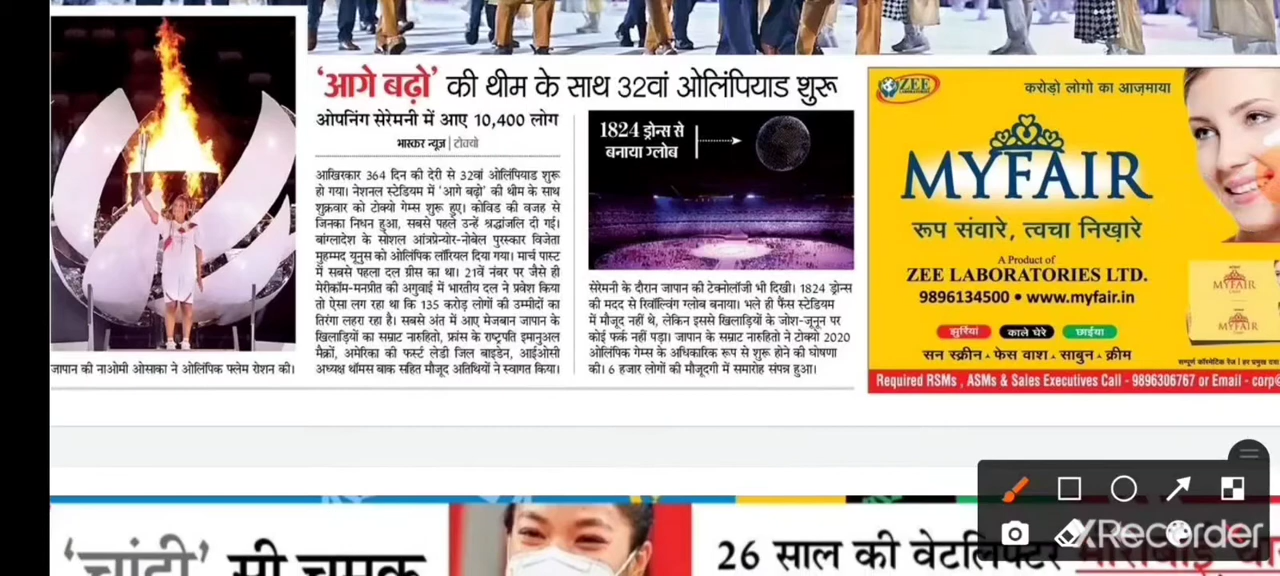 'आगे बढ़ो' की थीम के साथ 32वां ओलिंपियाड शुरू
ओपनिंग सेरेमनी में आए 10,400 लोग
भास्कर न्यूज | टोक्यो
आखिरकार 364 दिन की देरी से 32वां ओलिंपियाड शुरू
हो गया। नेशनल स्टेडियम में 'आगे बढ़ो' की थीम के साथ
शुक्रवार को टोक्यो गेम्स शुरू हुए। कोविड की वजह से
जिनका निधन हुआ, सबसे पहले उन्हें श्रद्धांजलि दी गई।
बांग्लादेश के सोशल आंत्रप्रेन्योर-नोबेल पुरस्कार विजेता
मुहम्मद यूनुस को ओलिंपिक लॉरियल दिया गया। मार्च पास्ट
में सबसे पहला दल ग्रीस का था। 21वें नंबर पर जैसे ही
मेरीकॉम-मनप्रीत की अगुवाई में भारतीय दल ने प्रवेश किया
तो ऐसा लग रहा था कि 135 करोड़ लोगों की उम्मीदों का
तिरंगा लहरा रहा है। सबसे अंत में आए मेजबान जापान के
खिलाड़ियों का सम्राट नारुहितो, फ्रांस के राष्ट्रपति इमानुअल
मैक्रों, अमेरिका की फर्स्ट लेडी जिल बाइडेन, आईओसी
अध्यक्ष थॉमस बाक सहित मौजूद अतिथियों ने स्वागत किया।
1824 ड्रोन्स से
बनाया ग्लोब
सेरेमनी के दौरान जापान की टेक्नोलॉजी भी दिखी। 1824 ड्रोन्स
की मदद से रिवॉल्विंग ग्लोब बनाया। भले ही फैंस स्टेडियम
में मौजूद नहीं थे, लेकिन इससे खिलाड़ियों के जोश-जुनून पर
कोई फर्क नहीं पड़ा। जापान के सम्राट नारुहितो ने टोक्यो 2020
ओलिंपिक गेम्स के अधिकारिक रूप से शुरू होने की घोषणा
की। 6 हजार लोगों की मौजूदगी में समारोह संपन्न हुआ।
जापान की नाओमी ओसाका ने ओलिंपिक फ्लेम रोशन की।
ZEE
करोड़ो लोगो का आज़माया
MYFAIR
रूप संवारे, त्वचा निखा़रे
A Product of
ZEE LABORATORIES LTD.
9896134500 • www.myfair.in
झुर्रियां काले घेरे छाईया
सन स्क्रीन फेस वाश साबुन क्रीम
MYFAIR
MYFAIR
सम्पूर्ण कॉस्मेटिक रेंज | हर प्रमुख
Required RSMs , ASMs & Sales Executives Call - 9896306767 or Email - corp@
'चांदी' सी चमक
26 साल की वेटलिफ्टर
XRecorder